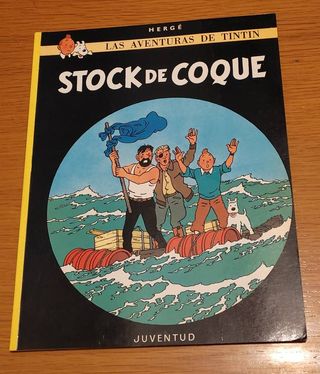 HERGÉ
LAS AVENTURAS DE TINTIN
STOCK DE COQUE
JUVENTUD